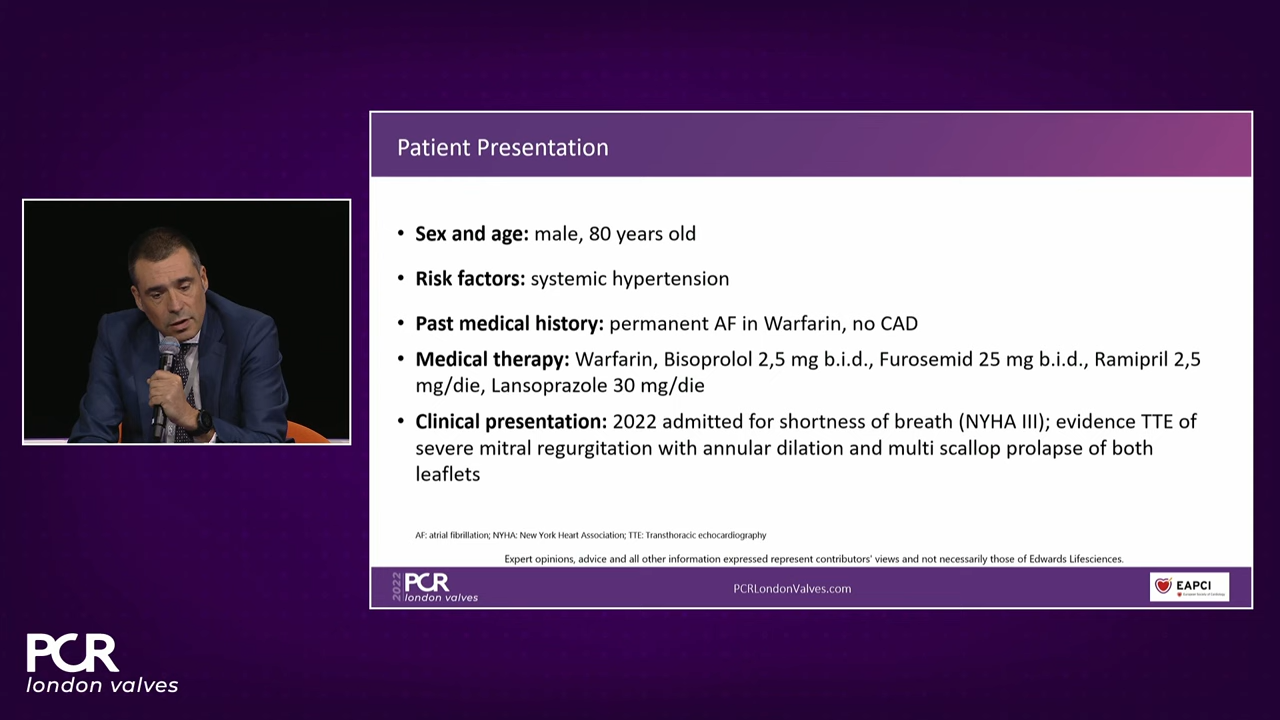 Patient Presentation
• Sex and age: male, 80 years old
• Risk factors: systemic hypertension
• Past medical history: permanent AF in Warfarin, no CAD
• Medical therapy: Warfarin, Bisoprolol 2,5 mg b.i.d., Furosemid 25 mg b.i.d., Ramipril 2,5
mg/die, Lansoprazole 30 mg/die
• Clinical presentation: 2022 admitted for shortness of breath (NYHA III); evidence TTE of
severe mitral regurgitation with annular dilation and multi scallop prolapse of both
leaflets
AF: atrial fibrillation; NYHA: New York Heart Association; TTE: Transthoracic echocardiography
Expert opinions, advice and all other information expressed represent contributors' views and not necessarily those of Edwards Lifesciences.
2022
PCR
london valves
PCRLondonValves.com
EAPCI
PCR
london valves